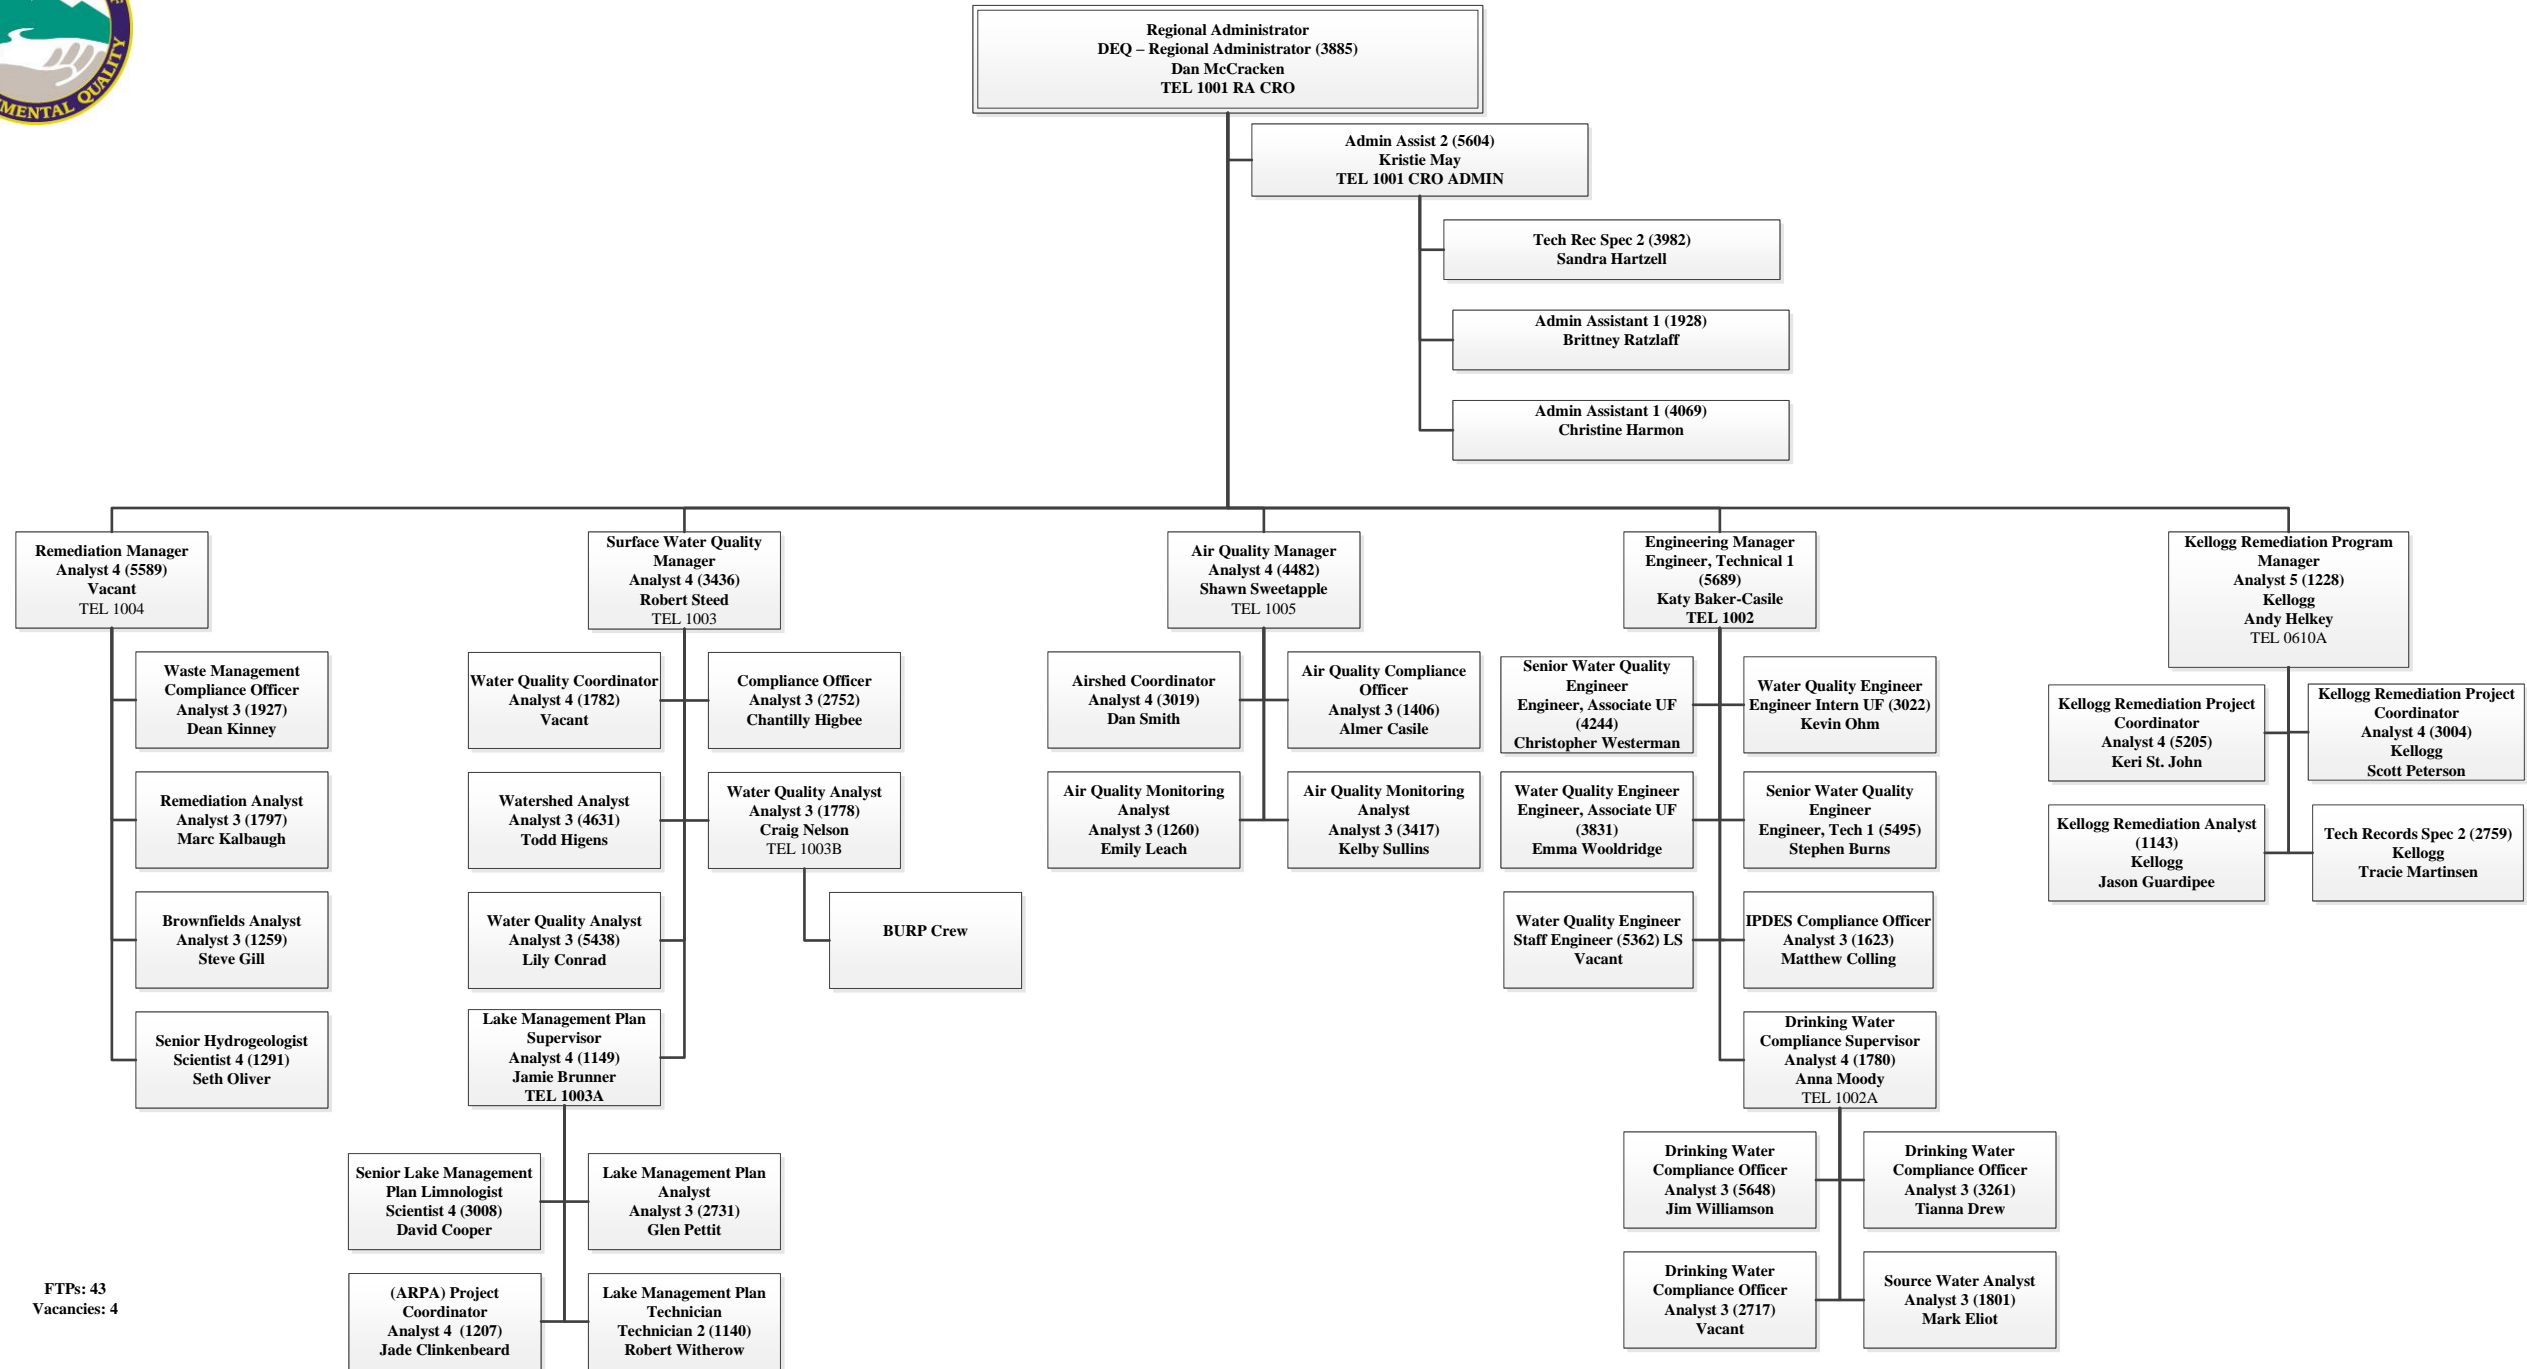 MENTAL QUALITY
Regional Administrator
DEQ – Regional Administrator (3885)
Dan McCracken
TEL 1001 RA CRO
Admin Assist 2 (5604)
Kristie May
TEL 1001 CRO ADMIN
Tech Rec Spec 2 (3982)
Sandra Hartzell
Admin Assistant 1 (1928)
Brittney Ratzlaff
Admin Assistant 1 (4069)
Christine Harmon
Remediation Manager
Analyst 4 (5589)
Vacant
TEL 1004
Waste Management
Compliance Officer
Analyst 3 (1927)
Dean Kinney
Remediation Analyst
Analyst 3 (1797)
Marc Kalbaugh
Brownfields Analyst
Analyst 3 (1259)
Steve Gill
Senior Hydrogeologist
Scientist 4 (1291)
Seth Oliver
Surface Water Quality
Manager
Analyst 4 (3436)
Robert Steed
TEL 1003
Water Quality Coordinator
Analyst 4 (1782)
Vacant
Compliance Officer
Analyst 3 (2752)
Chantilly Higbee
Watershed Analyst
Analyst 3 (4631)
Todd Higens
Water Quality Analyst
Analyst 3 (1778)
Craig Nelson
TEL 1003B
Water Quality Analyst
Analyst 3 (5438)
Lily Conrad
BURP Crew
Lake Management Plan
Supervisor
Analyst 4 (1149)
Jamie Brunner
TEL 1003A
Senior Lake Management
Plan Limnologist
Scientist 4 (3008)
David Cooper
Lake Management Plan
Analyst
Analyst 3 (2731)
Glen Pettit
(ARPA) Project
Coordinator
Analyst 4 (1207)
Jade Clinkenbeard
Lake Management Plan
Technician
Technician 2 (1140)
Robert Witherow
Air Quality Manager
Analyst 4 (4482)
Shawn Sweetapple
TEL 1005
Airshed Coordinator
Analyst 4 (3019)
Dan Smith
Air Quality Compliance
Officer
Analyst 3 (1406)
Almer Casile
Air Quality Monitoring
Analyst
Analyst 3 (1260)
Emily Leach
Air Quality Monitoring
Analyst
Analyst 3 (3417)
Kelby Sullins
Engineering Manager
Engineer, Technical 1
(5689)
Katy Baker-Casile
TEL 1002
Senior Water Quality
Engineer
Engineer, Associate UF
(4244)
Christopher Westerman
Water Quality Engineer
Engineer Intern UF (3022)
Kevin Ohm
Water Quality Engineer
Engineer, Associate UF
(3831)
Emma Wooldridge
Senior Water Quality
Engineer
Engineer, Tech 1 (5495)
Stephen Burns
Water Quality Engineer
Staff Engineer (5362) LS
Vacant
IPDES Compliance Officer
Analyst 3 (1623)
Matthew Colling
Drinking Water
Compliance Supervisor
Analyst 4 (1780)
Anna Moody
TEL 1002A
Drinking Water
Compliance Officer
Analyst 3 (5648)
Jim Williamson
Drinking Water
Compliance Officer
Analyst 3 (3261)
Tianna Drew
Drinking Water
Compliance Officer
Analyst 3 (2717)
Vacant
Source Water Analyst
Analyst 3 (1801)
Mark Eliot
Kellogg Remediation Program
Manager
Analyst 5 (1228)
Kellogg
Andy Helkey
TEL 0610A
Kellogg Remediation Project
Coordinator
Analyst 4 (5205)
Keri St. John
Kellogg Remediation Project
Coordinator
Analyst 4 (3004)
Kellogg
Scott Peterson
Kellogg Remediation Analyst
(1143)
Kellogg
Jason Guardipee
Tech Records Spec 2 (2759)
Kellogg
Tracie Martinsen
FTPs: 43
Vacancies: 4